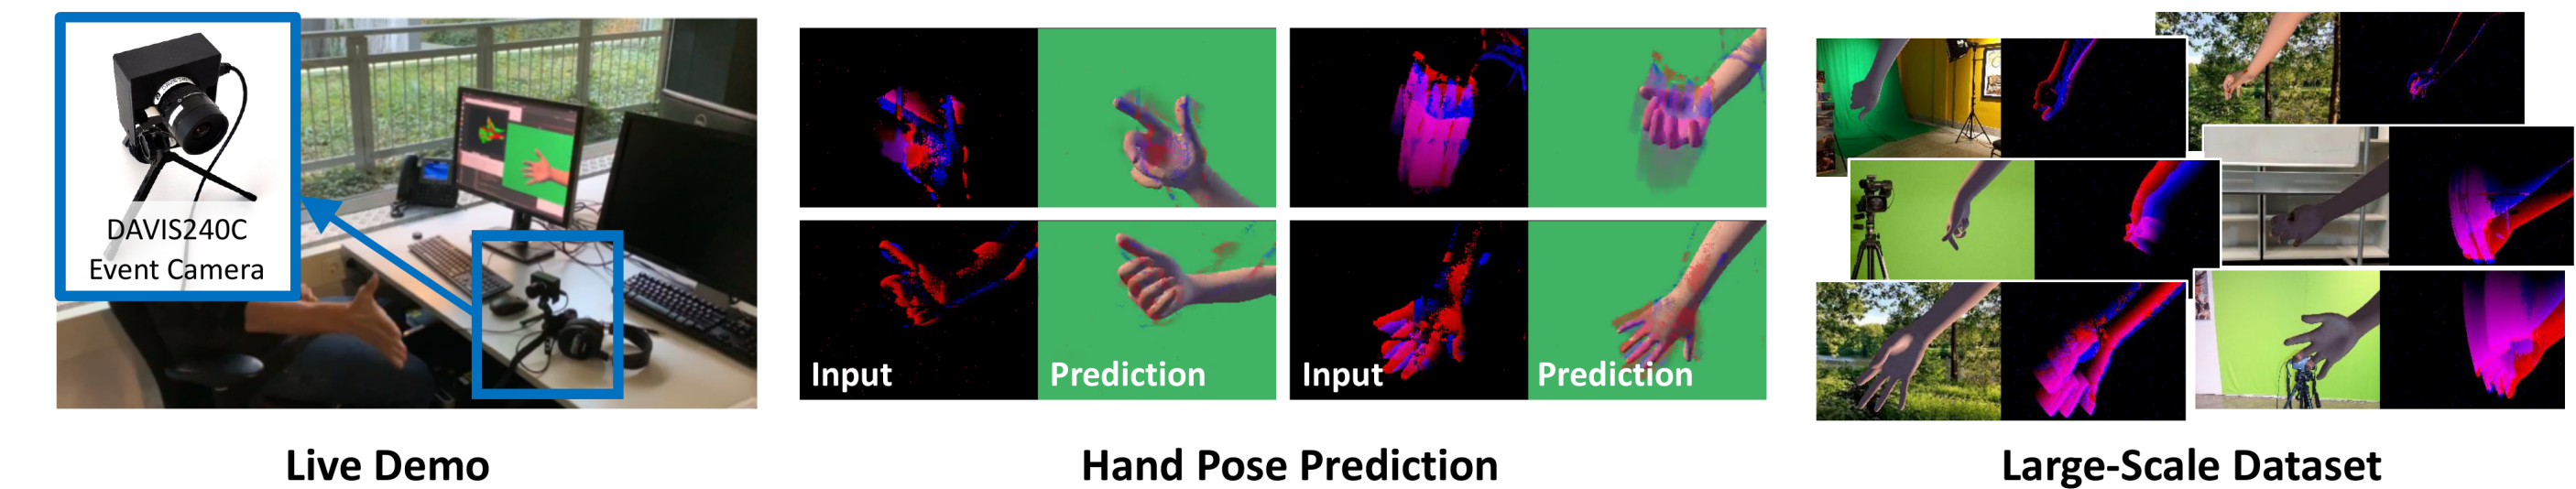 DAVIS240C
Event Camera
Input
Prediction
Input
Prediction
Live Demo
Hand Pose Prediction
Large-Scale Dataset